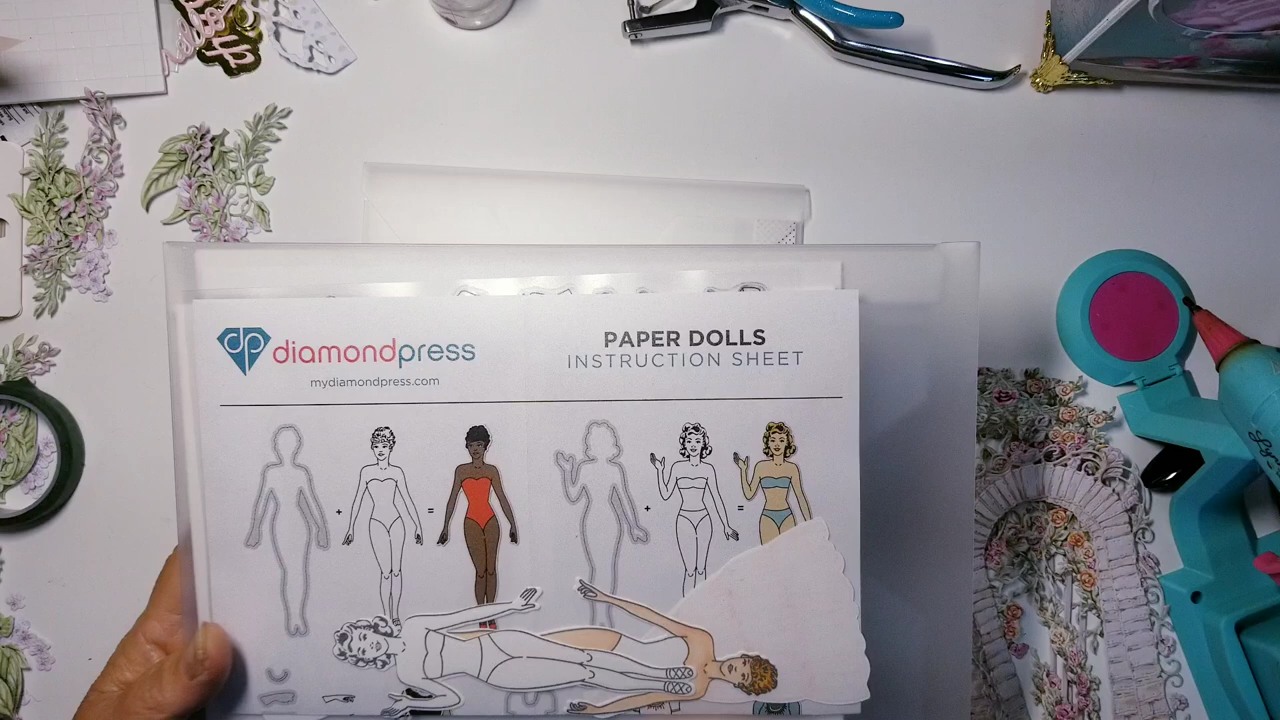 diamondpress
mydiamondpress.com
PAPER DOLLS
INSTRUCTION SHEET
+
=
+
=